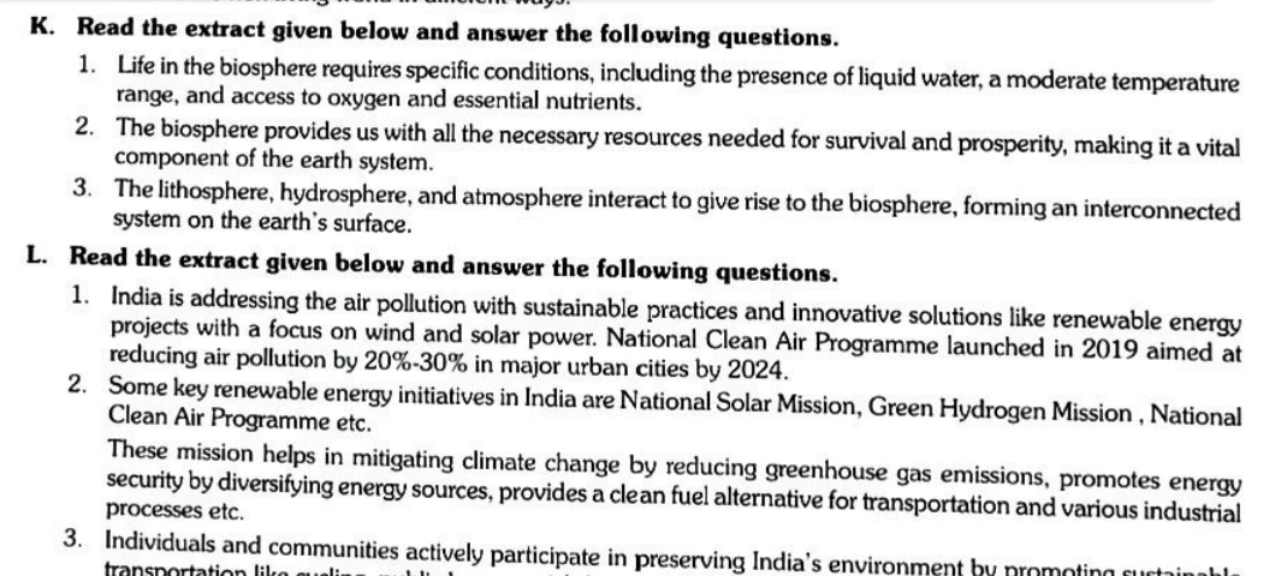 K. Read the extract given below and answer the following questions.
1. Life in the biosphere requires specific conditions, including the presence of liquid water, a moderate temperature
range, and access to oxygen and essential nutrients.
2. The biosphere provides us with all the necessary resources needed for survival and prosperity, making it a vital
component of the earth system.
3. The lithosphere, hydrosphere, and atmosphere interact to give rise to the biosphere, forming an interconnected
system on the earth's surface.
L. Read the extract given below and answer the following questions.
1. India is addressing the air pollution with sustainable practices and innovative solutions like renewable energy
projects with a focus on wind and solar power. National Clean Air Programme launched in 2019 aimed at
reducing air pollution by 20%-30% in major urban cities by 2024.
2. Some key renewable energy initiatives in India are National Solar Mission, Green Hydrogen Mission , National
Clean Air Programme etc.
These mission helps in mitigating climate change by reducing greenhouse gas emissions, promotes energy
security by diversifying energy sources, provides a clean fuel alternative for transportation and various industrial
processes etc.
3. Individuals and communities actively participate in preserving India's environment by promoting sustainable
transportation like